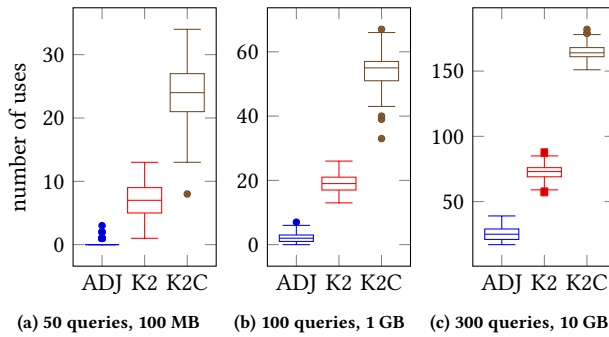 number of uses
30
20
10
0
ADJ K2 K2C
(a) 50 queries, 100 MB
60
40
20
0
ADJ K2 K2C
(b) 100 queries, 1 GB
150
100
50
ADJ K2 K2C
(c) 300 queries, 10 GB